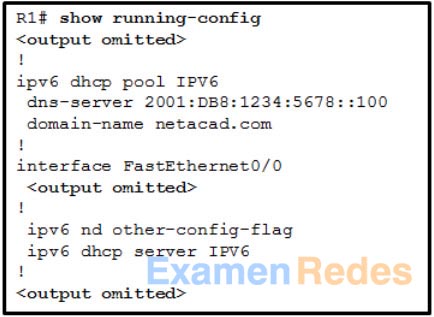 R1# show running-config
<output omitted>
!
ipv6 dhcp pool IPV6
dns-server 2001:DB8:1234:5678::100
domain-name netacad.com
!
interface FastEthernet0/0
<output omitted>
!
ipv6 nd other-config-flag
ipv6 dhcp server IPV6
!
ExamenRedes
<output omitted>